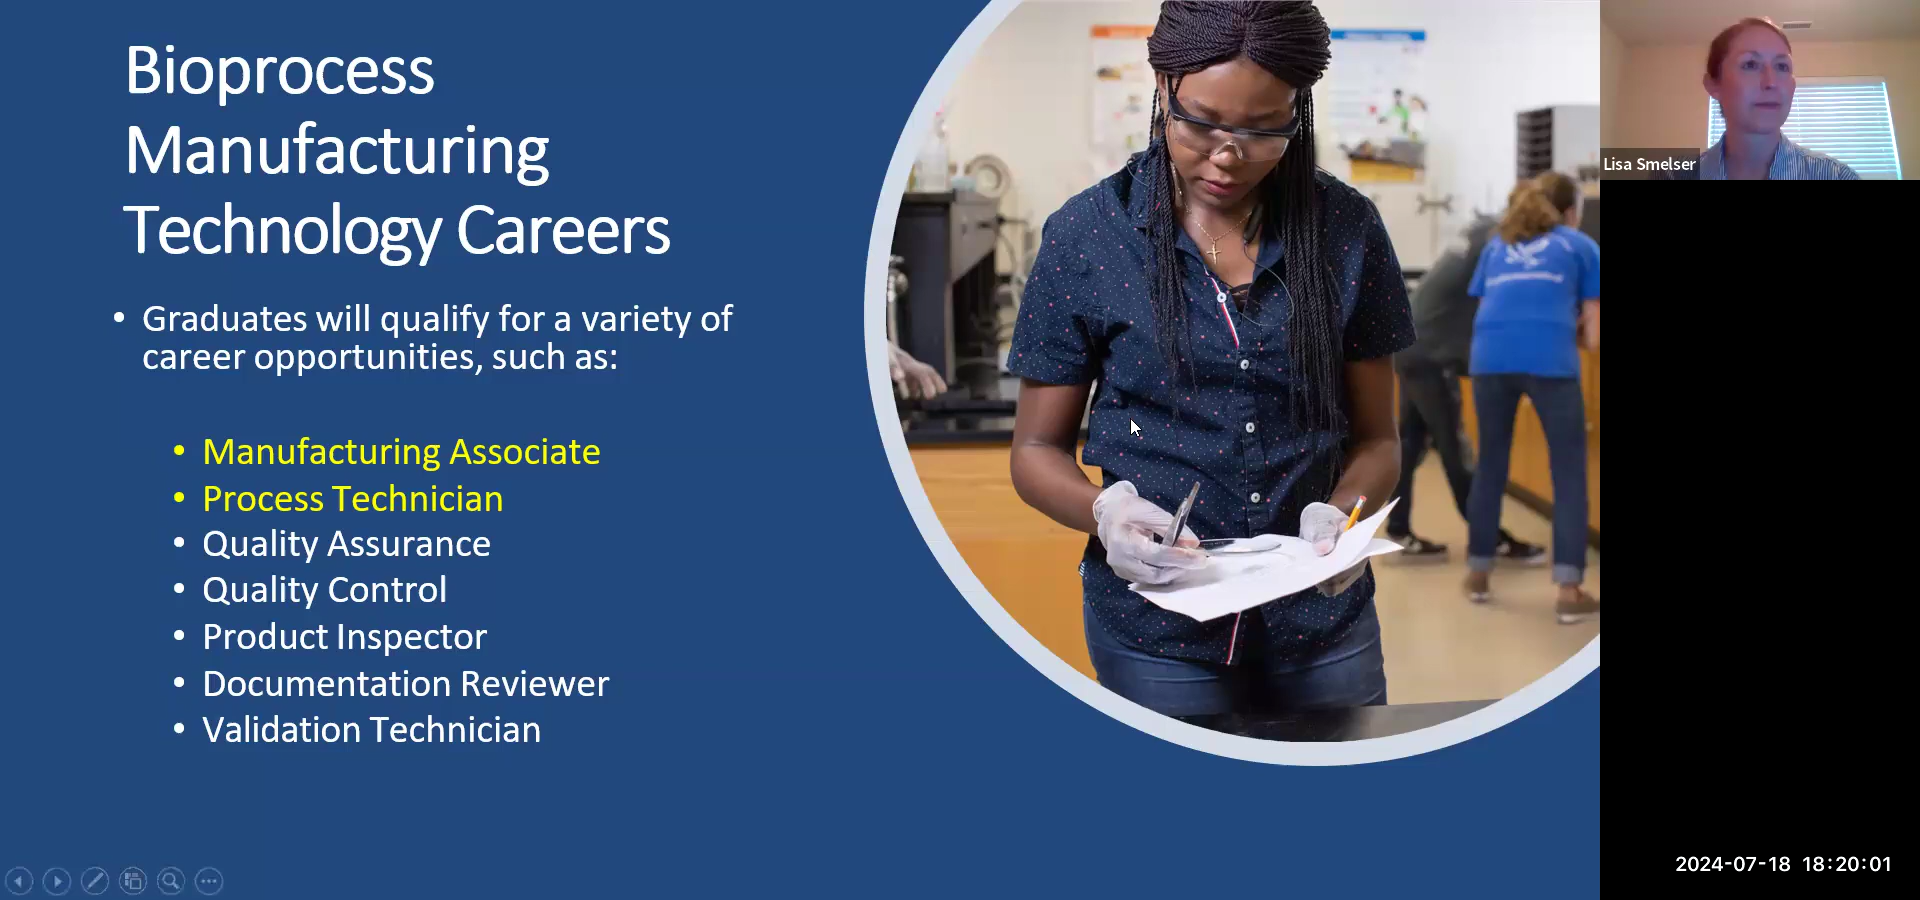 Bioprocess
Manufacturing
Technology Careers
• Graduates will qualify for a variety of
career opportunities, such as:
• Manufacturing Associate
• Process Technician
• Quality Assurance
• Quality Control
• Product Inspector
• Documentation Reviewer
• Validation Technician
Lisa Smelser
2024-07-18 18:20:01